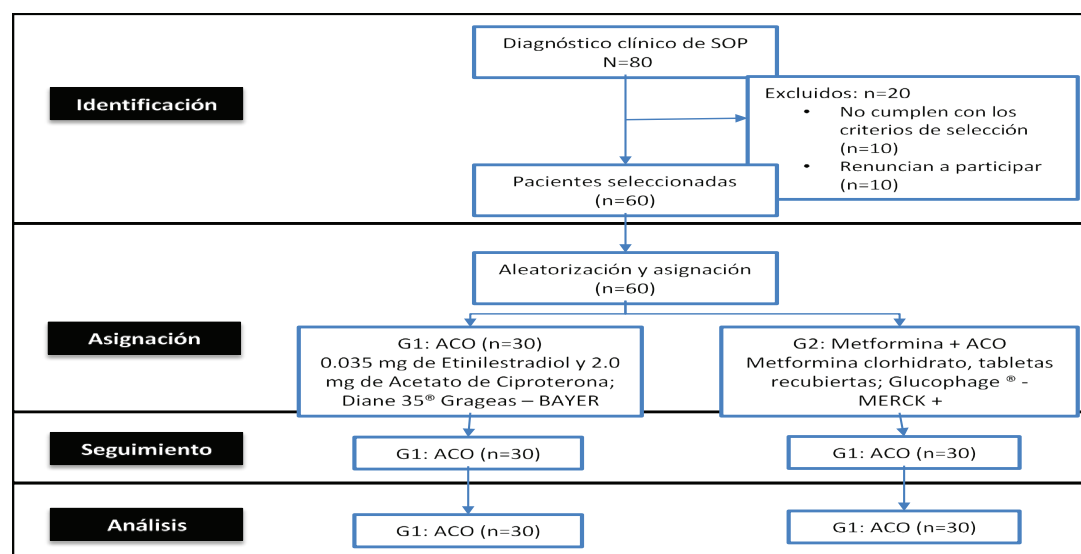 Diagnóstico clínico de SOP
N=80
Identificación
Excluidos: n=20
• No cumplen con los
criterios de selección
(n=10)
• Renuncian a participar
(n=10)
Pacientes seleccionadas
(n=60)
Aleatorización y asignación
(n=60)
Asignación
G1: ACO (n=30)
0.035 mg de Etinilestradiol y 2.0
mg de Acetato de Ciproterona;
Diane 35® Grageas – BAYER
G2: Metformina + ACO
Metformina clorhidrato, tabletas
recubiertas; Glucophage ® -
MERCK +
Seguimiento
G1: ACO (n=30)
G1: ACO (n=30)
Análisis
G1: ACO (n=30)
G1: ACO (n=30)